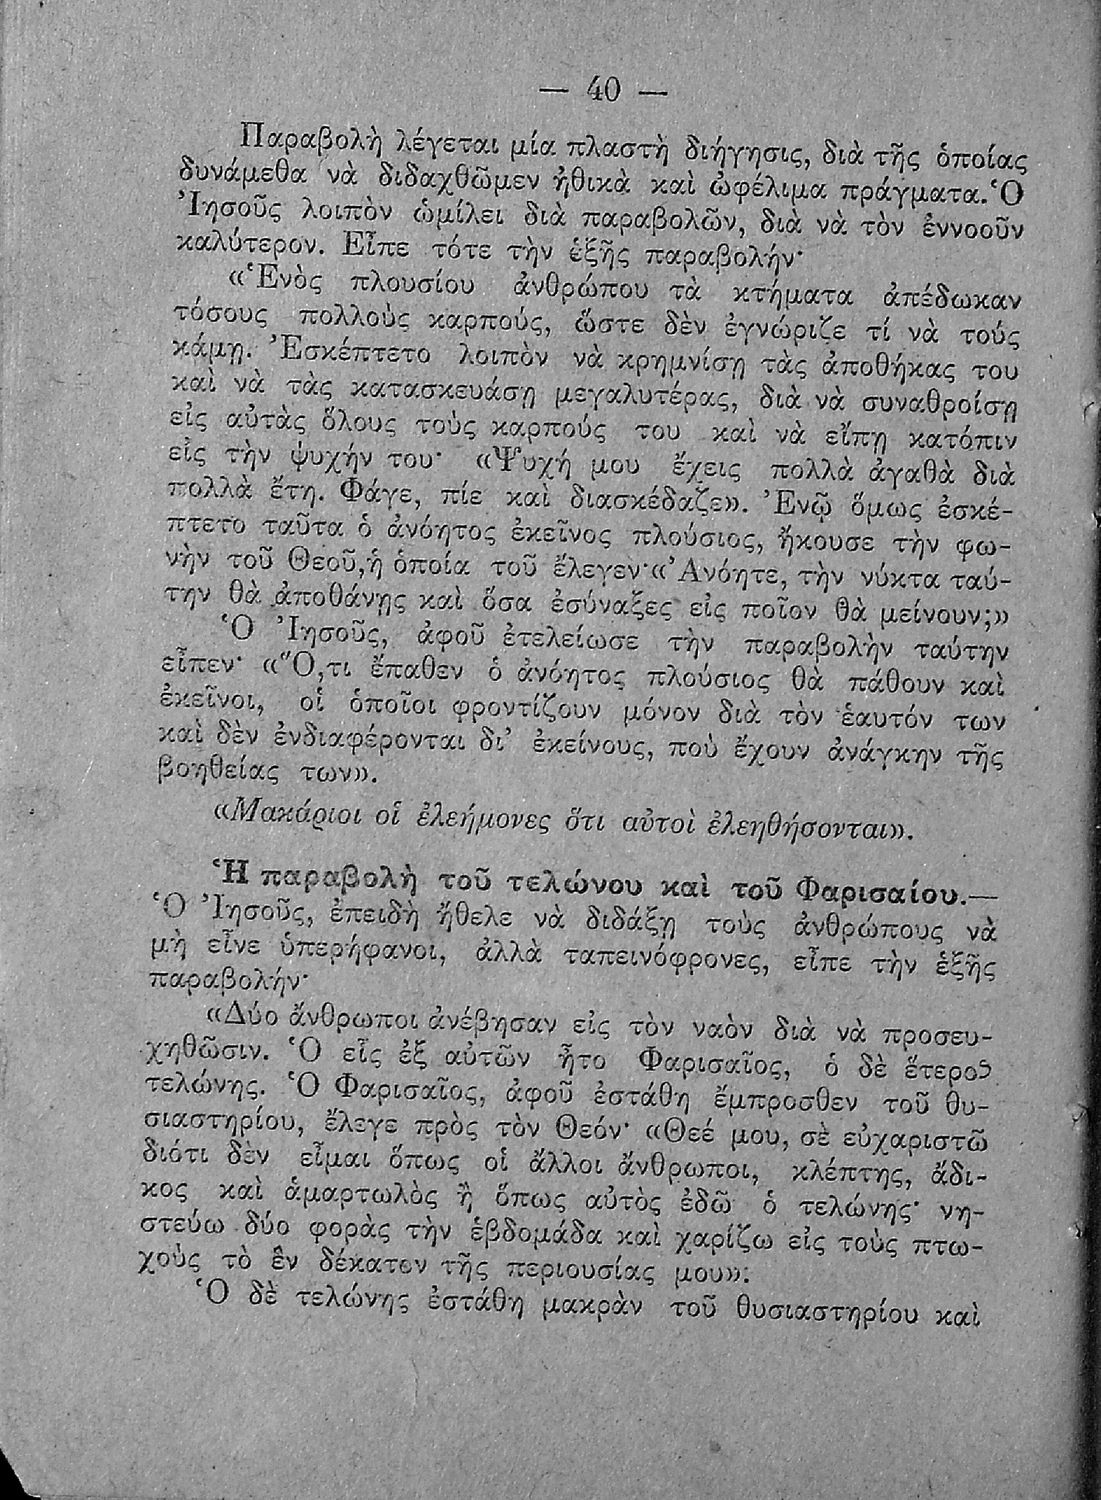 — 40 —
Παραβολὴ λέγεται μία πλαστὴ διήγησις, διὰ τῆς ὁποίας
δυνάμεθα νὰ διδαχθῶμεν ἠθικὰ καὶ ὠφέλιμα πράγματα. Ὁ
Ἰησοῦς λοιπὸν ὡμίλει διὰ παραβολῶν, διὰ νὰ τὸν ἐννοοῦν
καλύτερον. Εἶπε τότε τὴν ἑξῆς παραβολήν·
«Ἑνὸς πλουσίου ἀνθρώπου τὰ κτήματα ἀπέδωκαν
τόσους πολλοὺς καρπούς, ὥστε δὲν ἐγνώριζε τί νὰ τοὺς
κάμῃ. Ἐσκέπτετο λοιπὸν νὰ κρημνίσῃ τὰς ἀποθήκας του
καὶ νὰ τὰς κατασκευάσῃ μεγαλυτέρας, διὰ νὰ συναθροίσῃ
εἰς αὐτὰς ὅλους τοὺς καρπούς του καὶ νὰ εἴπῃ κατόπιν
εἰς τὴν ψυχήν του· «Ψυχή μου ἔχεις πολλὰ ἀγαθὰ διὰ
πολλὰ ἔτη. Φάγε, πίε καὶ διασκέδαζε». Ἐνῷ ὅμως ἐσκέ-
πτετο ταῦτα ὁ ἀνόητος ἐκεῖνος πλούσιος, ἤκουσε τὴν φω-
νὴν τοῦ Θεοῦ, ἡ ὁποία τοῦ ἔλεγεν· «Ἀνόητε, τὴν νύκτα ταύ-
την θὰ ἀποθάνῃς καὶ ὅσα ἐσύναξες εἰς ποῖον θὰ μείνουν;»
Ὁ Ἰησοῦς, ἀφοῦ ἐτελείωσε τὴν παραβολὴν ταύτην
εἶπεν· «Ὅ,τι ἔπαθεν ὁ ἀνόητος πλούσιος θὰ πάθουν καὶ
ἐκεῖνοι, οἱ ὁποῖοι φροντίζουν μόνον διὰ τὸν ἑαυτόν των
καὶ δὲν ἐνδιαφέρονται δι' ἐκείνους, ποὺ ἔχουν ἀνάγκην τῆς
βοηθείας των».
«Μακάριοι οἱ ἐλεήμονες ὅτι αὐτοὶ ἐλεηθήσονται».
Ἡ παραβολὴ τοῦ τελώνου καὶ τοῦ Φαρισαίου.—
Ὁ Ἰησοῦς, ἐπειδὴ ἤθελε νὰ διδάξῃ τοὺς ἀνθρώπους νὰ
μὴ εἶνε ὑπερήφανοι, ἀλλὰ ταπεινόφρονες, εἶπε τὴν ἑξῆς
παραβολήν·
«Δύο ἄνθρωποι ἀνέβησαν εἰς τὸν ναὸν διὰ νὰ προσευ-
χηθῶσιν. Ὁ εἷς ἐξ αὐτῶν ἦτο Φαρισαῖος, ὁ δὲ ἕτερος
τελώνης. Ὁ Φαρισαῖος, ἀφοῦ ἐστάθη ἔμπροσθεν τοῦ θυ-
σιαστηρίου, ἔλεγε πρὸς τὸν Θεόν· «Θεέ μου, σὲ εὐχαριστῶ
διότι δὲν εἶμαι ὅπως οἱ ἄλλοι ἄνθρωποι, κλέπτης, ἄδι-
κος καὶ ἁμαρτωλὸς ἢ ὅπως αὐτὸς ἐδῶ ὁ τελώνης· νη-
στεύω δύο φορὰς τὴν ἑβδομάδα καὶ χαρίζω εἰς τοὺς πτω-
χοὺς τὸ ἓν δέκατον τῆς περιουσίας μου».
Ὁ δὲ τελώνης ἐστάθη μακρὰν τοῦ θυσιαστηρίου καὶ